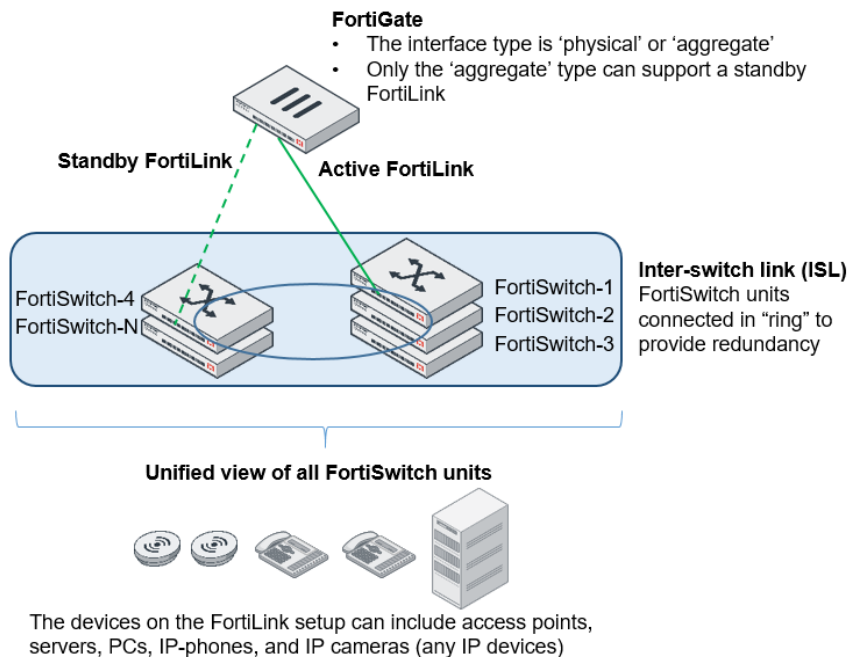 FortiGate
• The interface type is ‘physical’ or ‘aggregate’
• Only the ‘aggregate’ type can support a standby
FortiLink
Standby FortiLink
Active FortiLink
FortiSwitch-4
FortiSwitch-N
FortiSwitch-1
FortiSwitch-2
FortiSwitch-3
Inter-switch link (ISL)
FortiSwitch units
connected in “ring” to
provide redundancy
Unified view of all FortiSwitch units
The devices on the FortiLink setup can include access points,
servers, PCs, IP-phones, and IP cameras (any IP devices)